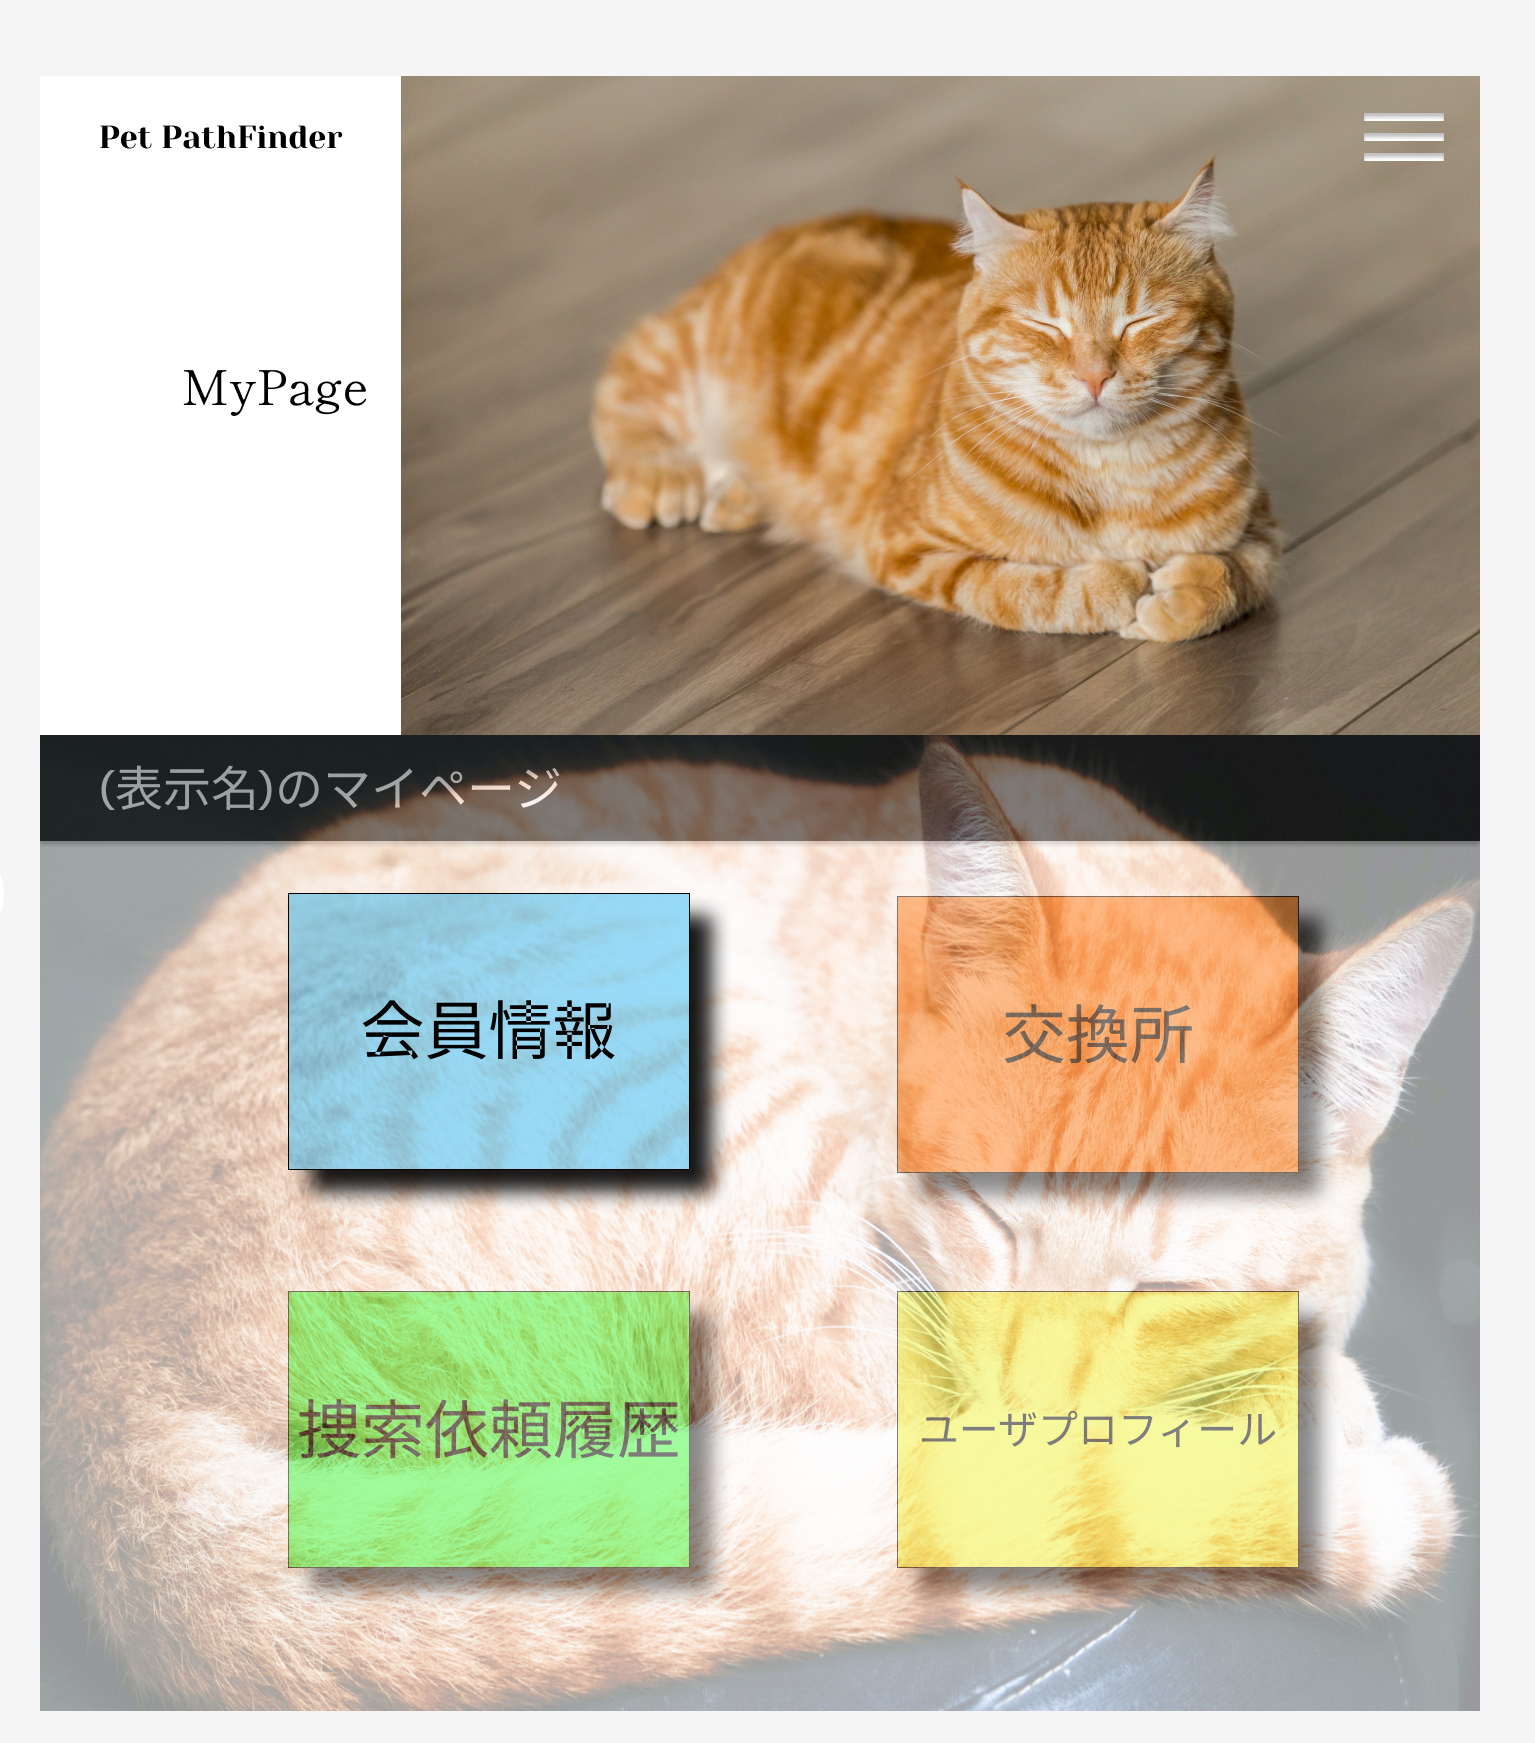 Pet PathFinder
MyPage
(表示名)のマイページ
会員情報
交換所
捜索依頼履歴
ユーザプロフィール